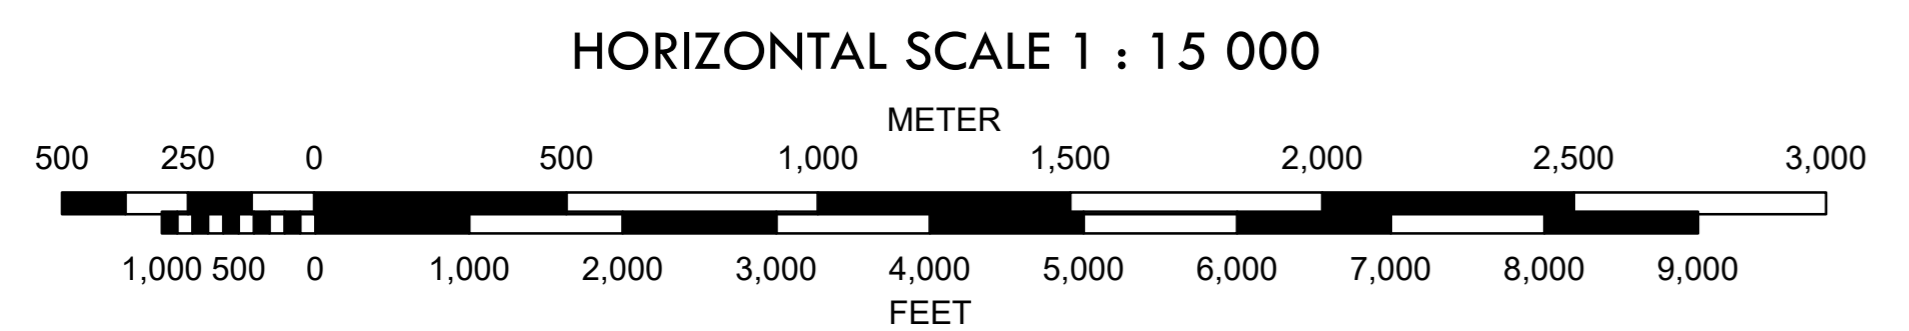 HORIZONTAL SCALE 1 : 15 000
METER
500 250 0 500 1,000 1,500 2,000 2,500 3,000
1,000 500 0 1,000 2,000 3,000 4,000 5,000 6,000 7,000 8,000 9,000
FEET